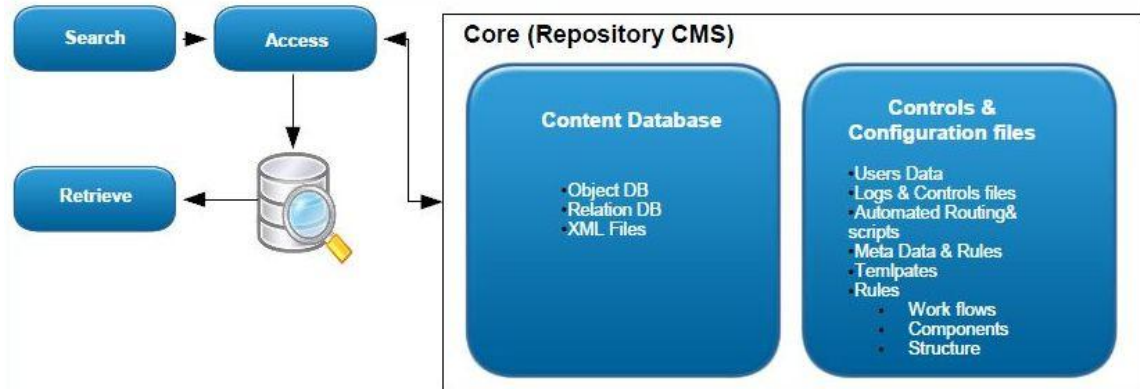 Search
Access
Retrieve
Core (Repository CMS)
Content Database
•Object DB
•Relation DB
•XML Files
Controls &
Configuration files
•Users Data
•Logs & Controls files
•Automated Routing&
scripts
•Meta Data & Rules
•Temlpates
•Rules
• Work flows
• Components
• Structure